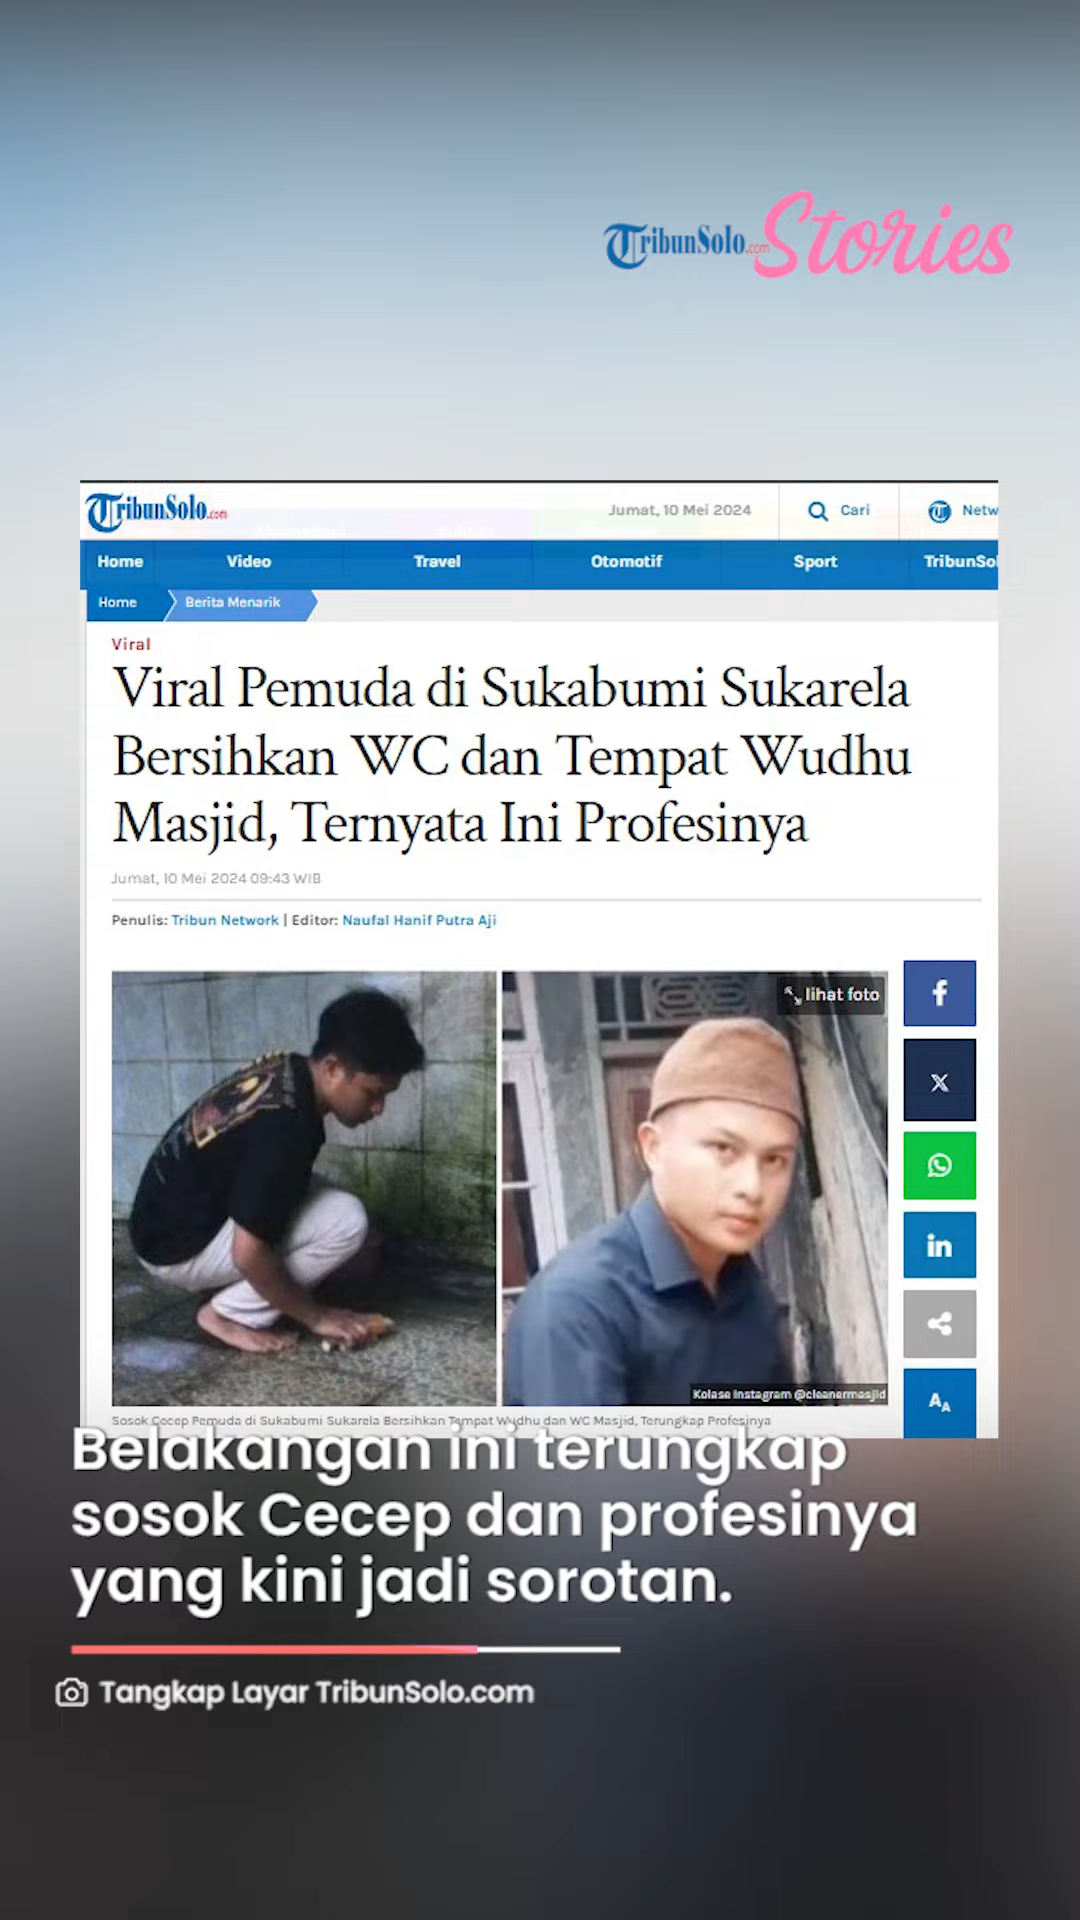 TribunSolo.com Stories
TribunSolo.com
Jumat, 10 Mei 2024
Cari
Netw
Home
Video
Travel
Otomotif
Sport
TribunSol
Home
Berita Menarik
Viral
Viral Pemuda di Sukabumi Sukarela
Bersihkan WC dan Tempat Wudhu
Masjid, Ternyata Ini Profesinya
Jumat, 10 Mei 2024 09:43 WIB
Penulis: Tribun Network | Editor: Naufal Hanif Putra Aji
lihat foto
Kolase Instagram @cleanermasjid
Sosok Cecep Pemuda di Sukabumi Sukarela Bersihkan Tempat Wudhu dan WC Masjid, Terungkap Profesinya
AA
Belakangan ini terungkap
sosok Cecep dan profesinya
yang kini jadi sorotan.
Tangkap Layar TribunSolo.com